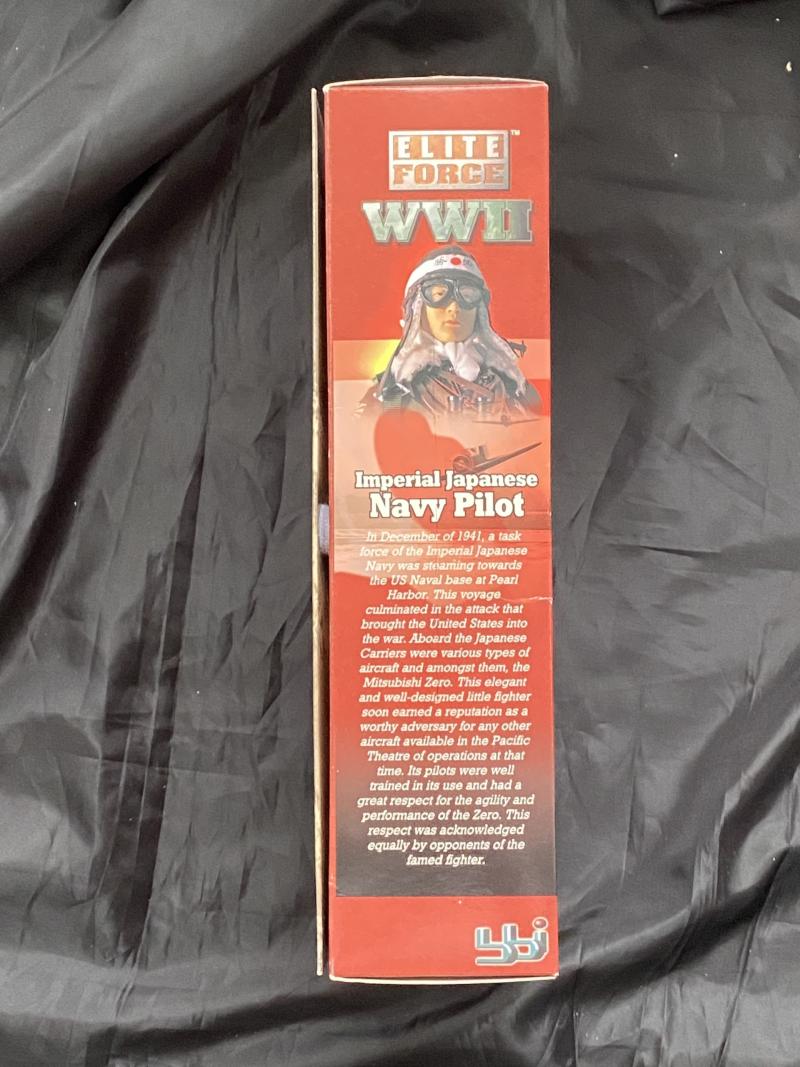 ELITE™
FORCE
WWII
Imperial Japanese
Navy Pilot
In December of 1941, a task
force of the Imperial Japanese
Navy was steaming towards
the US Naval base at Pearl
Harbor. This voyage
culminated in the attack that
brought the United States into
the war. Aboard the Japanese
Carriers were various types of
aircraft and amongst them, the
Mitsubishi Zero. This elegant
and well-designed little fighter
soon earned a reputation as a
worthy adversary for any other
aircraft available in the Pacific
Theatre of operations at that
time. Its pilots were well
trained in its use and had a
great respect for the agility and
performance of the Zero. This
respect was acknowledged
equally by opponents of the
famed fighter.
bbi